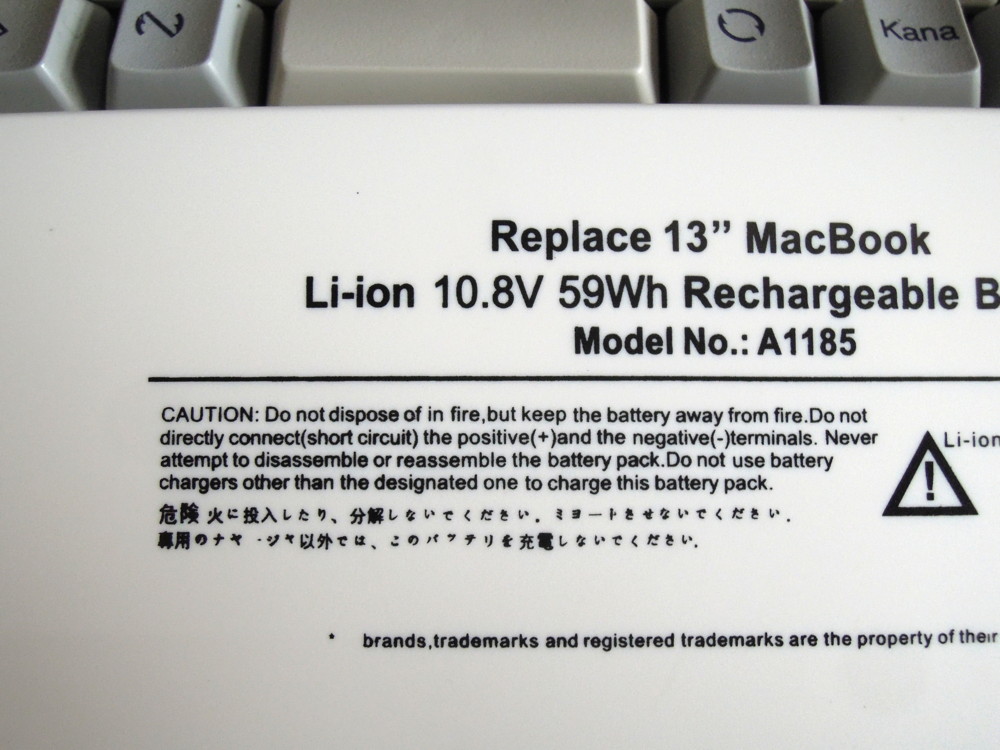 Kana
Replace 13” MacBook
Li-ion 10.8V 59Wh Rechargeable B
Model No.: A1185
CAUTION: Do not dispose of in fire,but keep the battery away from fire.Do not
directly connect(short circuit) the positive(+)and the negative(-)terminals. Never
attempt to disassemble or reassemble the battery pack.Do not use battery
chargers other than the designated one to charge this battery pack.
Li-ion
危険 火に投入したり、分解しないでください. ミヨートさせないでください.
専用のナヤ-ジヤ以外では、このバツテリを充電しないでください.
* brands,trademarks and registered trademarks are the property of their